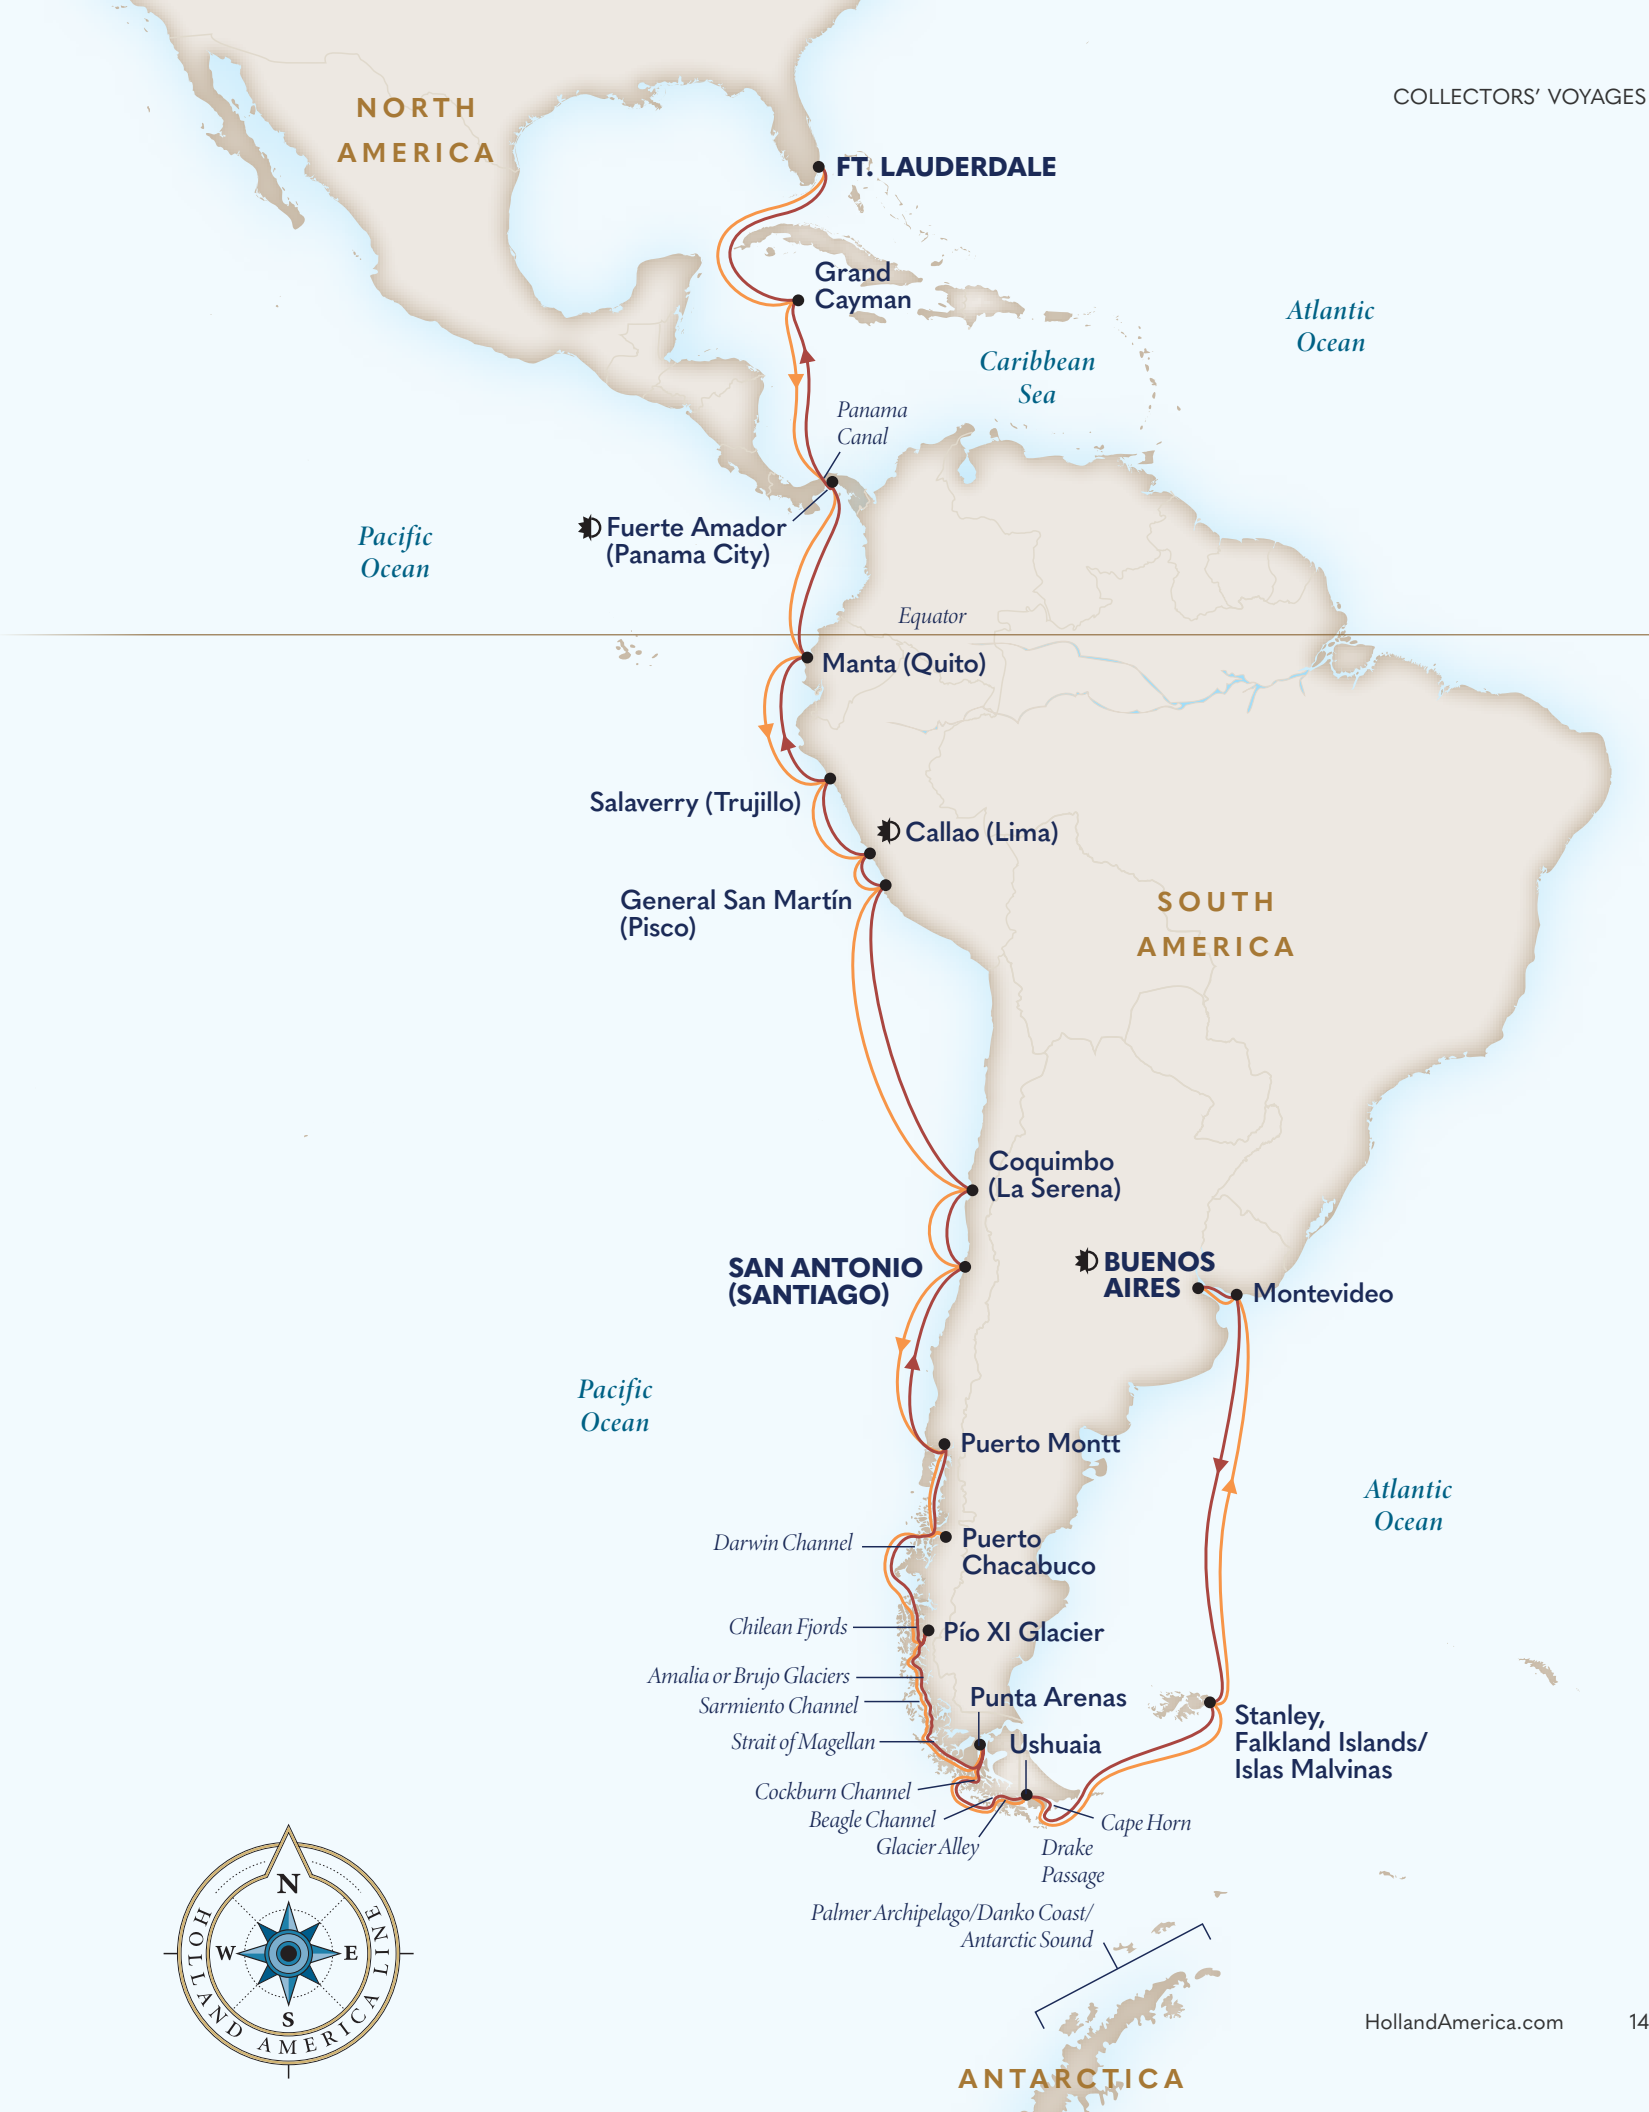 COLLECTORS’ VOYAGES
NORTH
AMERICA
FT. LAUDERDALE
Grand
Cayman
Atlantic
Ocean
Caribbean
Sea
Panama
Canal
Fuerte Amador
(Panama City)
Pacific
Ocean
Equator
Manta (Quito)
Salaverry (Trujillo)
Callao (Lima)
General San Martín
(Pisco)
SOUTH
AMERICA
Coquimbo
(La Serena)
SAN ANTONIO
(SANTIAGO)
BUENOS
AIRES
Montevideo
Pacific
Ocean
Puerto Montt
Atlantic
Ocean
Darwin Channel
Puerto
Chacabuco
Chilean Fjords
Pío XI Glacier
Amalia or Brujo Glaciers
Sarmiento Channel
Punta Arenas
Strait of Magellan
Ushuaia
Stanley,
Falkland Islands/
Islas Malvinas
Cockburn Channel
Beagle Channel
Glacier Alley
Cape Horn
Drake
Passage
Palmer Archipelago/Danko Coast/
Antarctic Sound
N
W
E
S
HOLLAND AMERICA LINE
HollandAmerica.com
14
ANTARCTICA